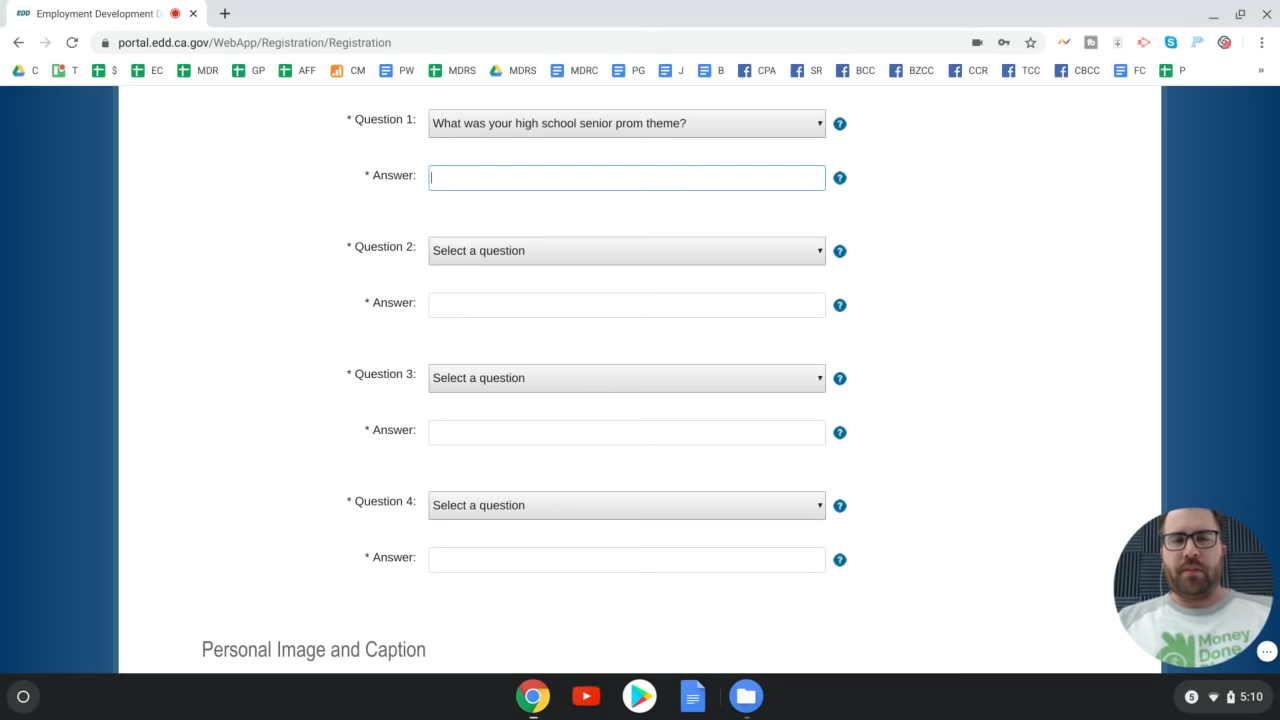 EDD Employment Development D
portal.edd.ca.gov/WebApp/Registration/Registration
C T $ EC MDR GP AFF CM PW MDRS MDRS MDRC PG J B CPA SR BCC BZCC CCR TCC CBCC FC P »
* Question 1: What was your high school senior prom theme?
* Answer:
* Question 2: Select a question
* Answer:
* Question 3: Select a question
* Answer:
* Question 4: Select a question
* Answer:
Personal Image and Caption
Money
Done
5 5:10